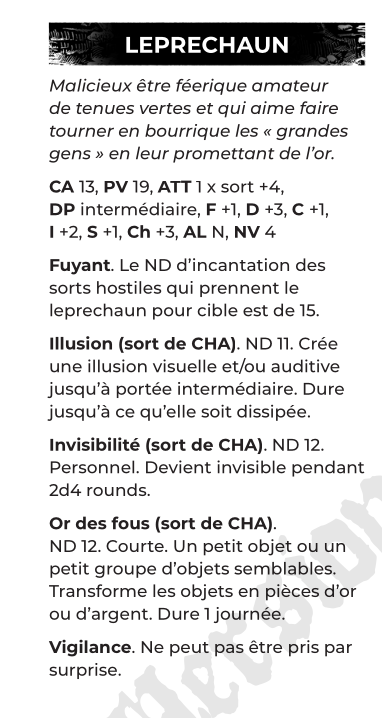 LEPRECHAUN
Malicieux être féerique amateur
de tenues vertes et qui aime faire
tourner en bourrique les « grandes
gens » en leur promettant de l'or.
CA 13, PV 19, ATT 1 x sort +4,
DP intermédiaire, F +1, D +3, C +1,
I +2, S +1, Ch +3, AL N, NV 4
Fuyant. Le ND d'incantation des
sorts hostiles qui prennent le
leprechaun pour cible est de 15.
Illusion (sort de CHA). ND 11. Crée
une illusion visuelle et/ou auditive
jusqu'à portée intermédiaire. Dure
jusqu'à ce qu'elle soit dissipée.
Invisibilité (sort de CHA). ND 12.
Personnel. Devient invisible pendant
2d4 rounds.
Or des fous (sort de CHA).
ND 12. Courte. Un petit objet ou un
petit groupe d'objets semblables.
Transforme les objets en pièces d'or
ou d'argent. Dure 1 journée.
Vigilance. Ne peut pas être pris par
surprise.